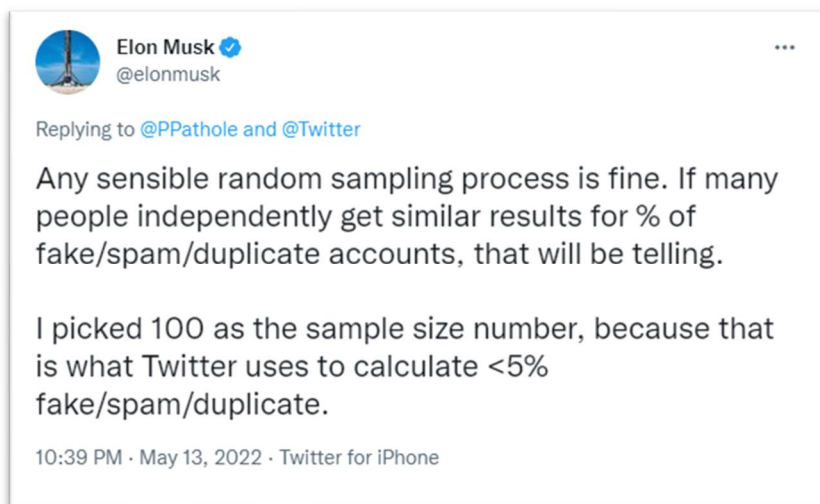 Elon Musk
@elonmusk
Replying to @PPathole and @Twitter
Any sensible random sampling process is fine. If many
people independently get similar results for % of
fake/spam/duplicate accounts, that will be telling.
I picked 100 as the sample size number, because that
is what Twitter uses to calculate <5%
fake/spam/duplicate.
10:39 PM · May 13, 2022 · Twitter for iPhone